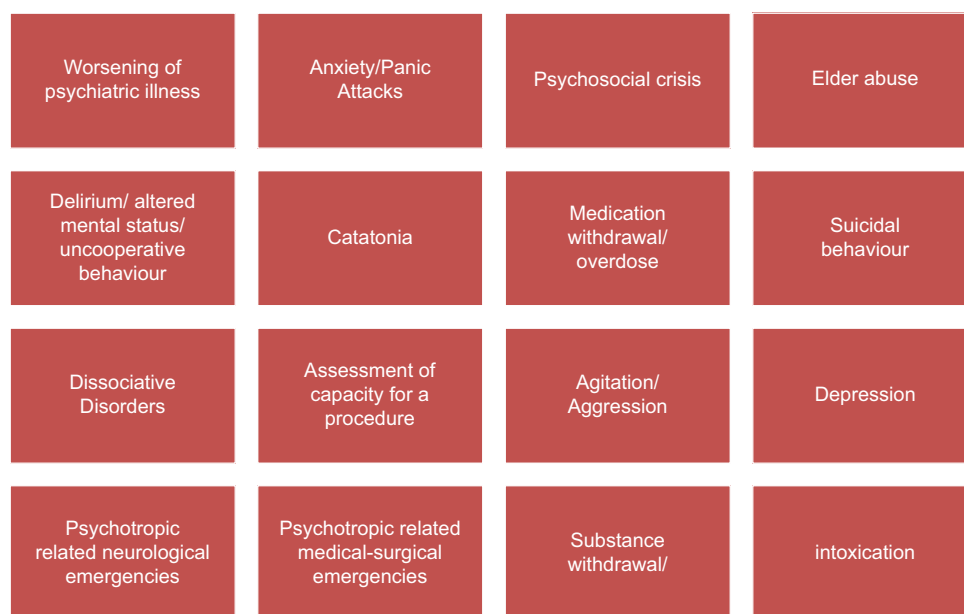 Worsening of
psychiatric illness
Anxiety/Panic
Attacks
Psychosocial crisis
Elder abuse
Delirium/ altered
mental status/
uncooperative
behaviour
Catatonia
Medication
withdrawal/
overdose
Suicidal
behaviour
Dissociative
Disorders
Assessment of
capacity for a
procedure
Agitation/
Aggression
Depression
Psychotropic
related neurological
emergencies
Psychotropic related
medical-surgical
emergencies
Substance
withdrawal/
intoxication